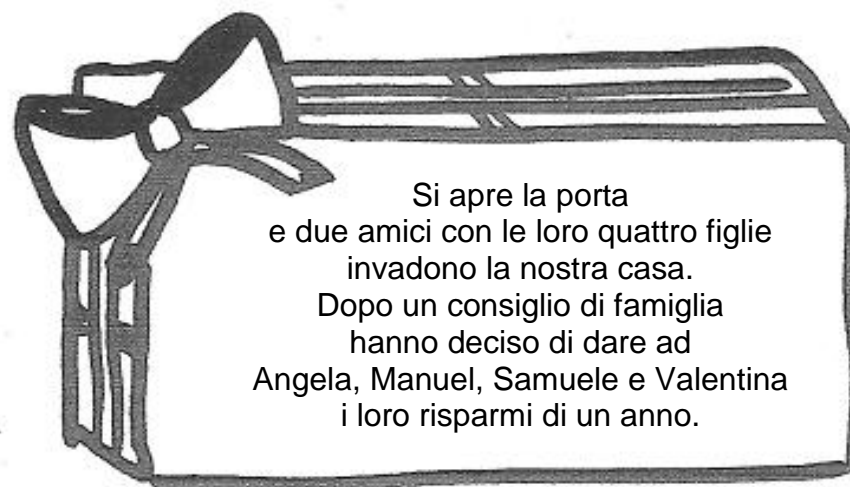 Si apre la porta
e due amici con le loro quattro figlie
invadono la nostra casa.
Dopo un consiglio di famiglia
hanno deciso di dare ad
Angela, Manuel, Samuele e Valentina
i loro risparmi di un anno.